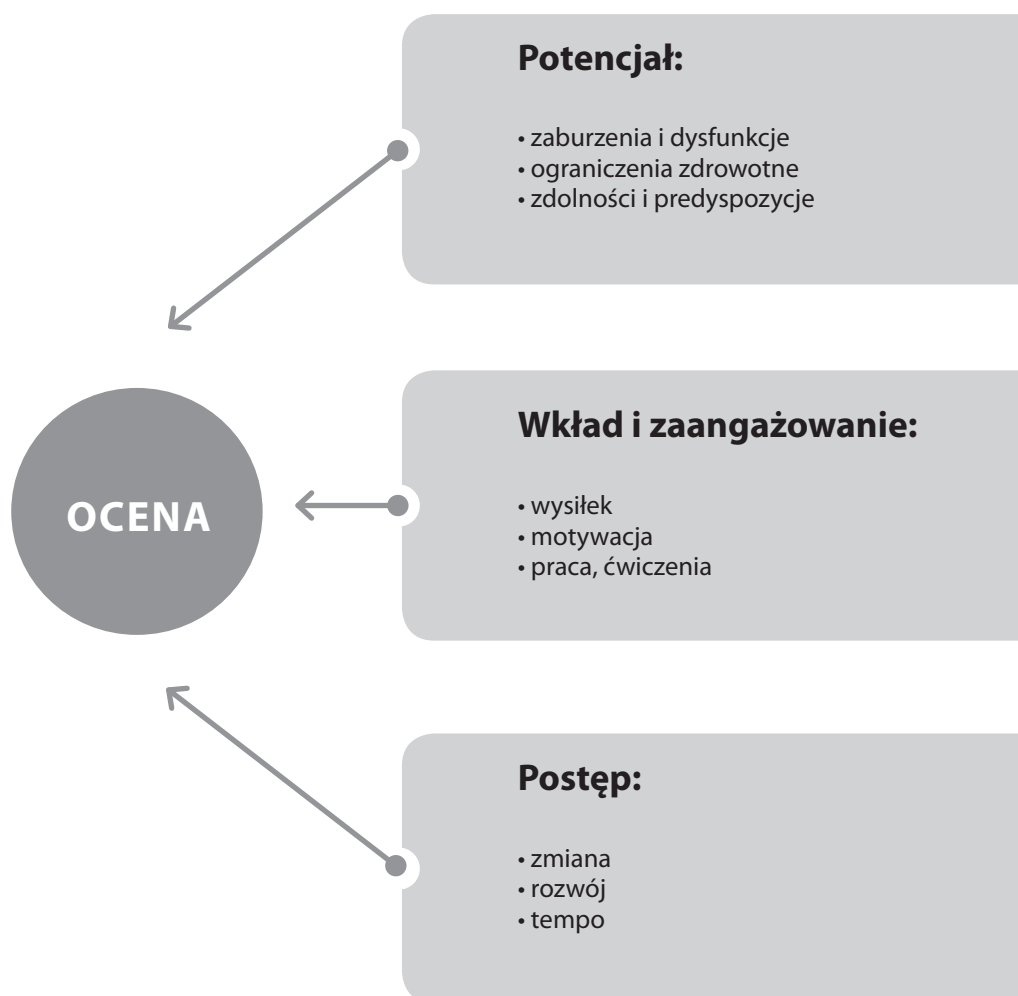 Potencjał:
• zaburzenia i dysfunkcje
• ograniczenia zdrowotne
• zdolności i predyspozycje
OCENA
Wkład i zaangażowanie:
• wysiłek
• motywacja
• praca, ćwiczenia
Postęp:
• zmiana
• rozwój
• tempo